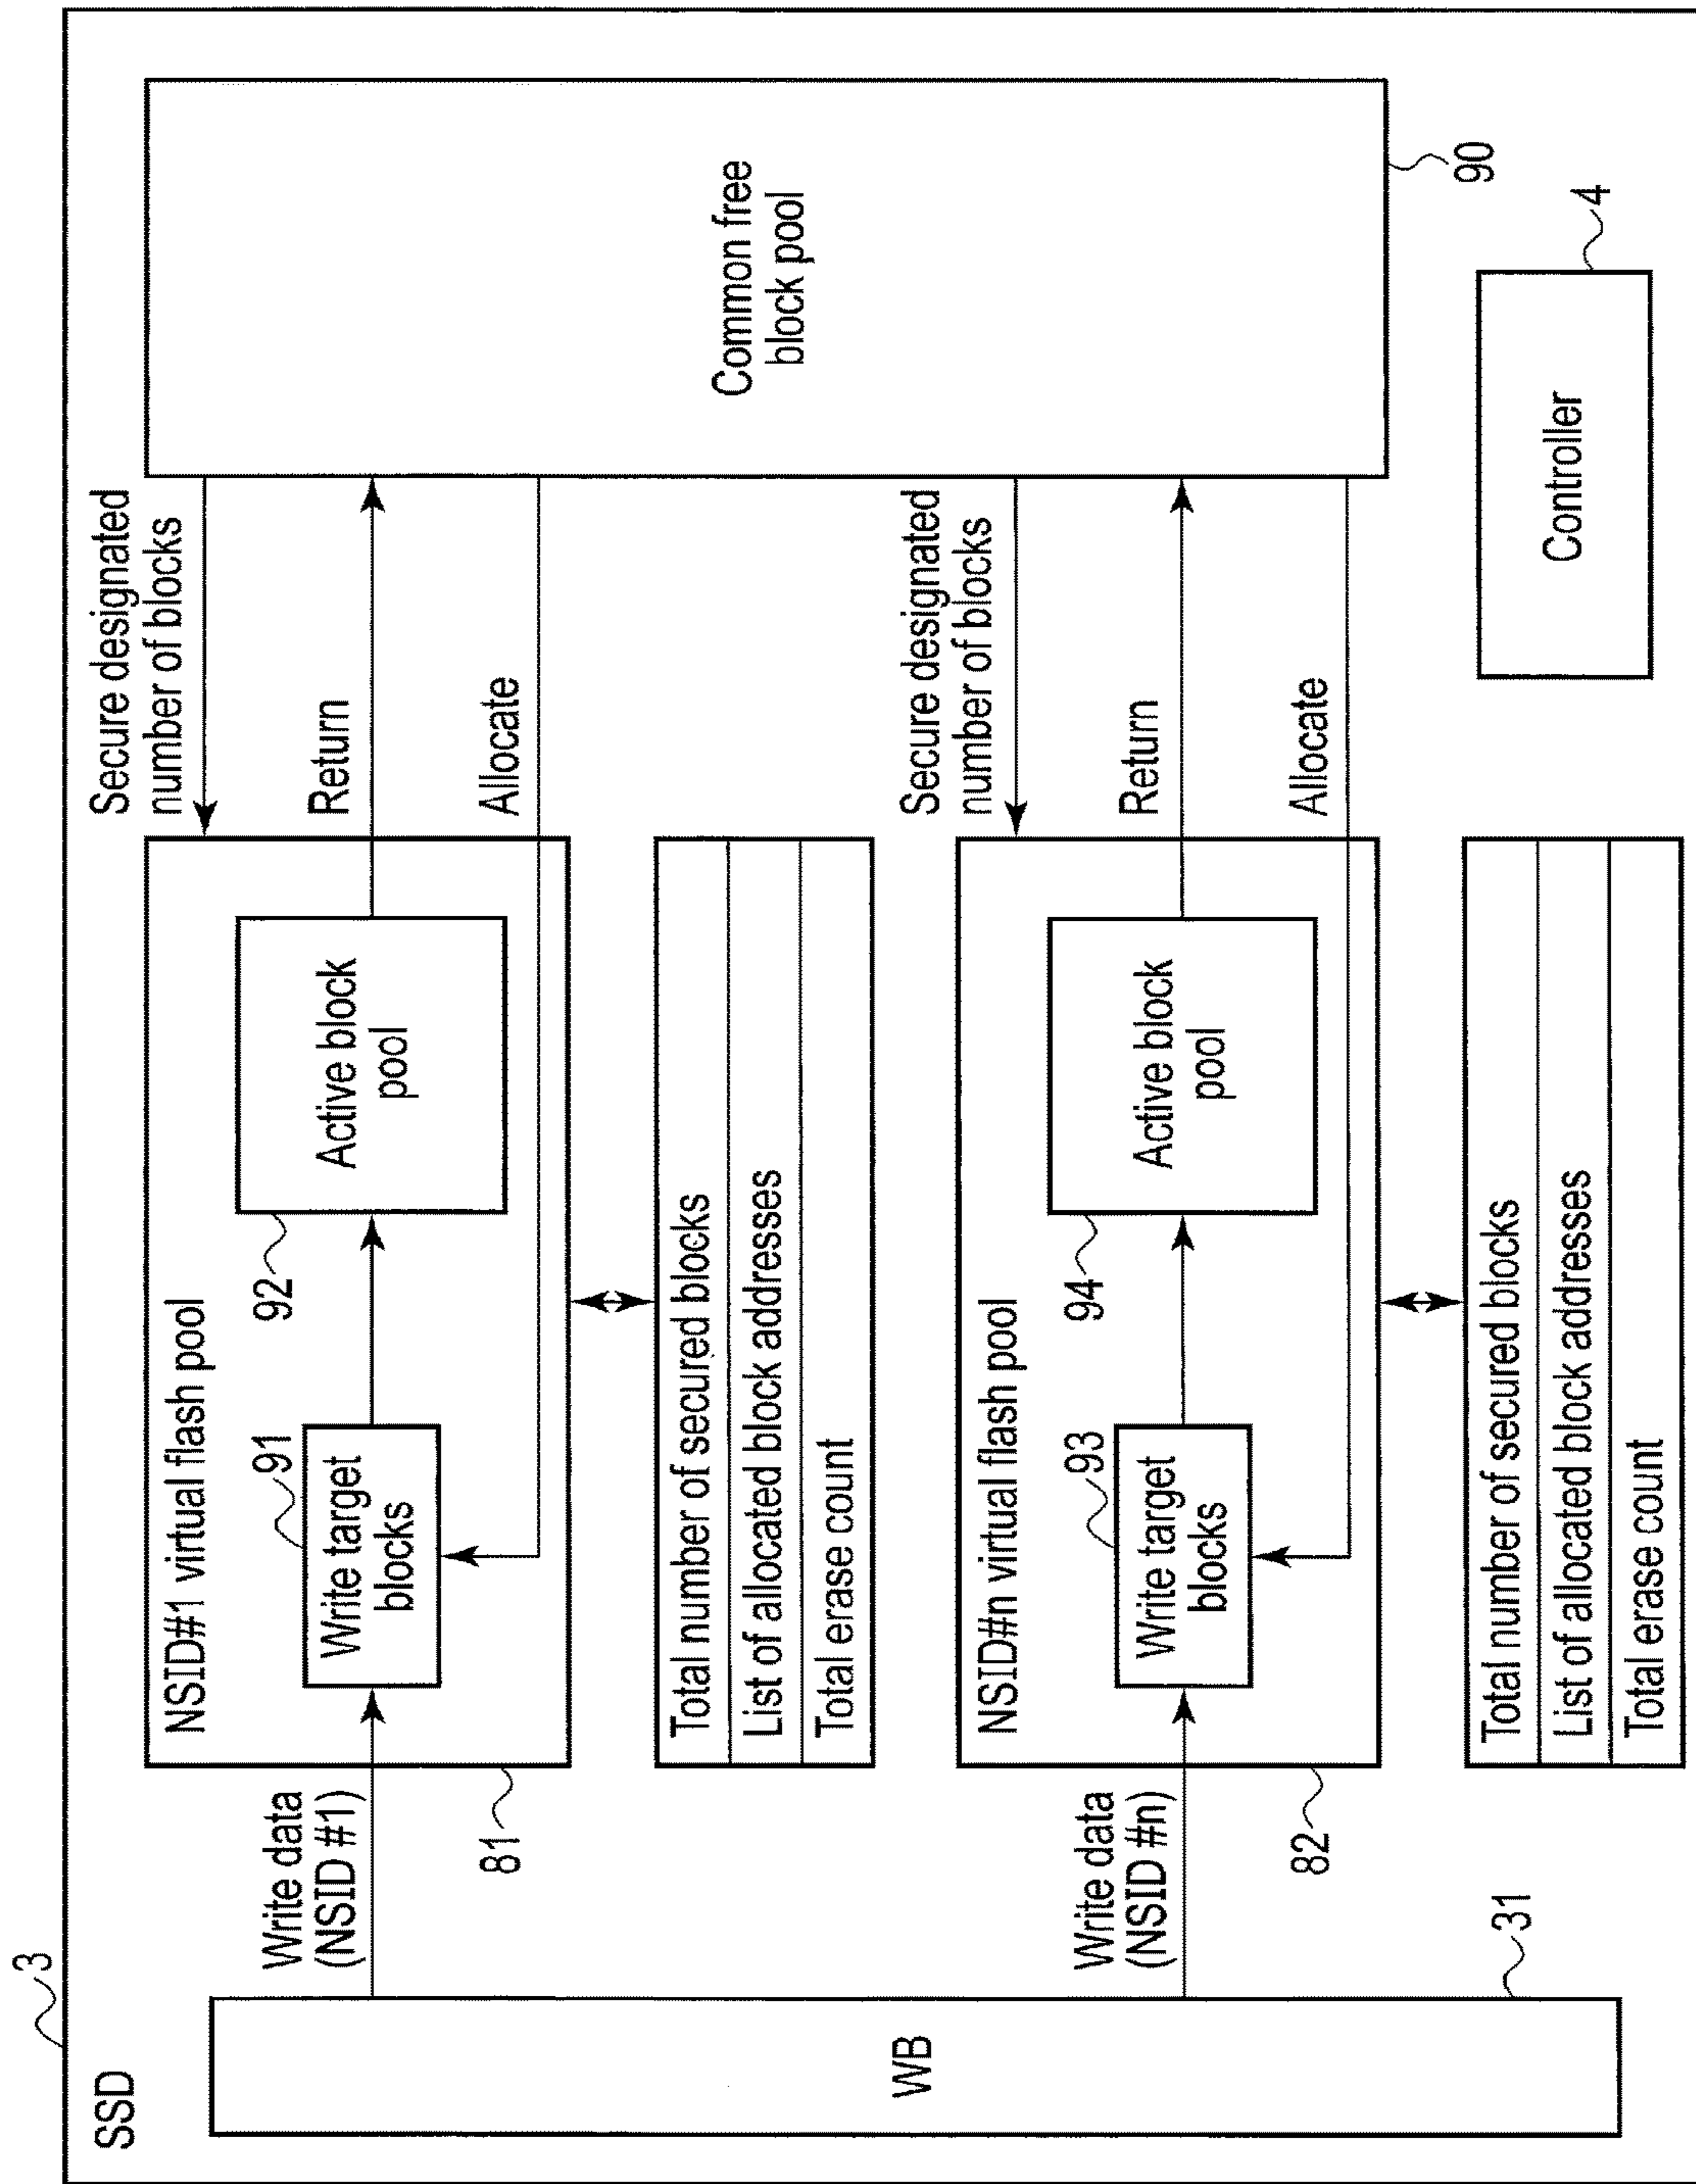 3
SSD
WB
31
Write data
(NSID #1)
81
NSID#1 virtual flash pool
91
Write target
blocks
92
Active block
pool
Secure designated
number of blocks
Return
Allocate
Total number of secured blocks
List of allocated block addresses
Total erase count
Write data
(NSID #n)
82
NSID#n virtual flash pool
93
Write target
blocks
94
Active block
pool
Secure designated
number of blocks
Return
Allocate
Total number of secured blocks
List of allocated block addresses
Total erase count
Common free
block pool
90
Controller
4